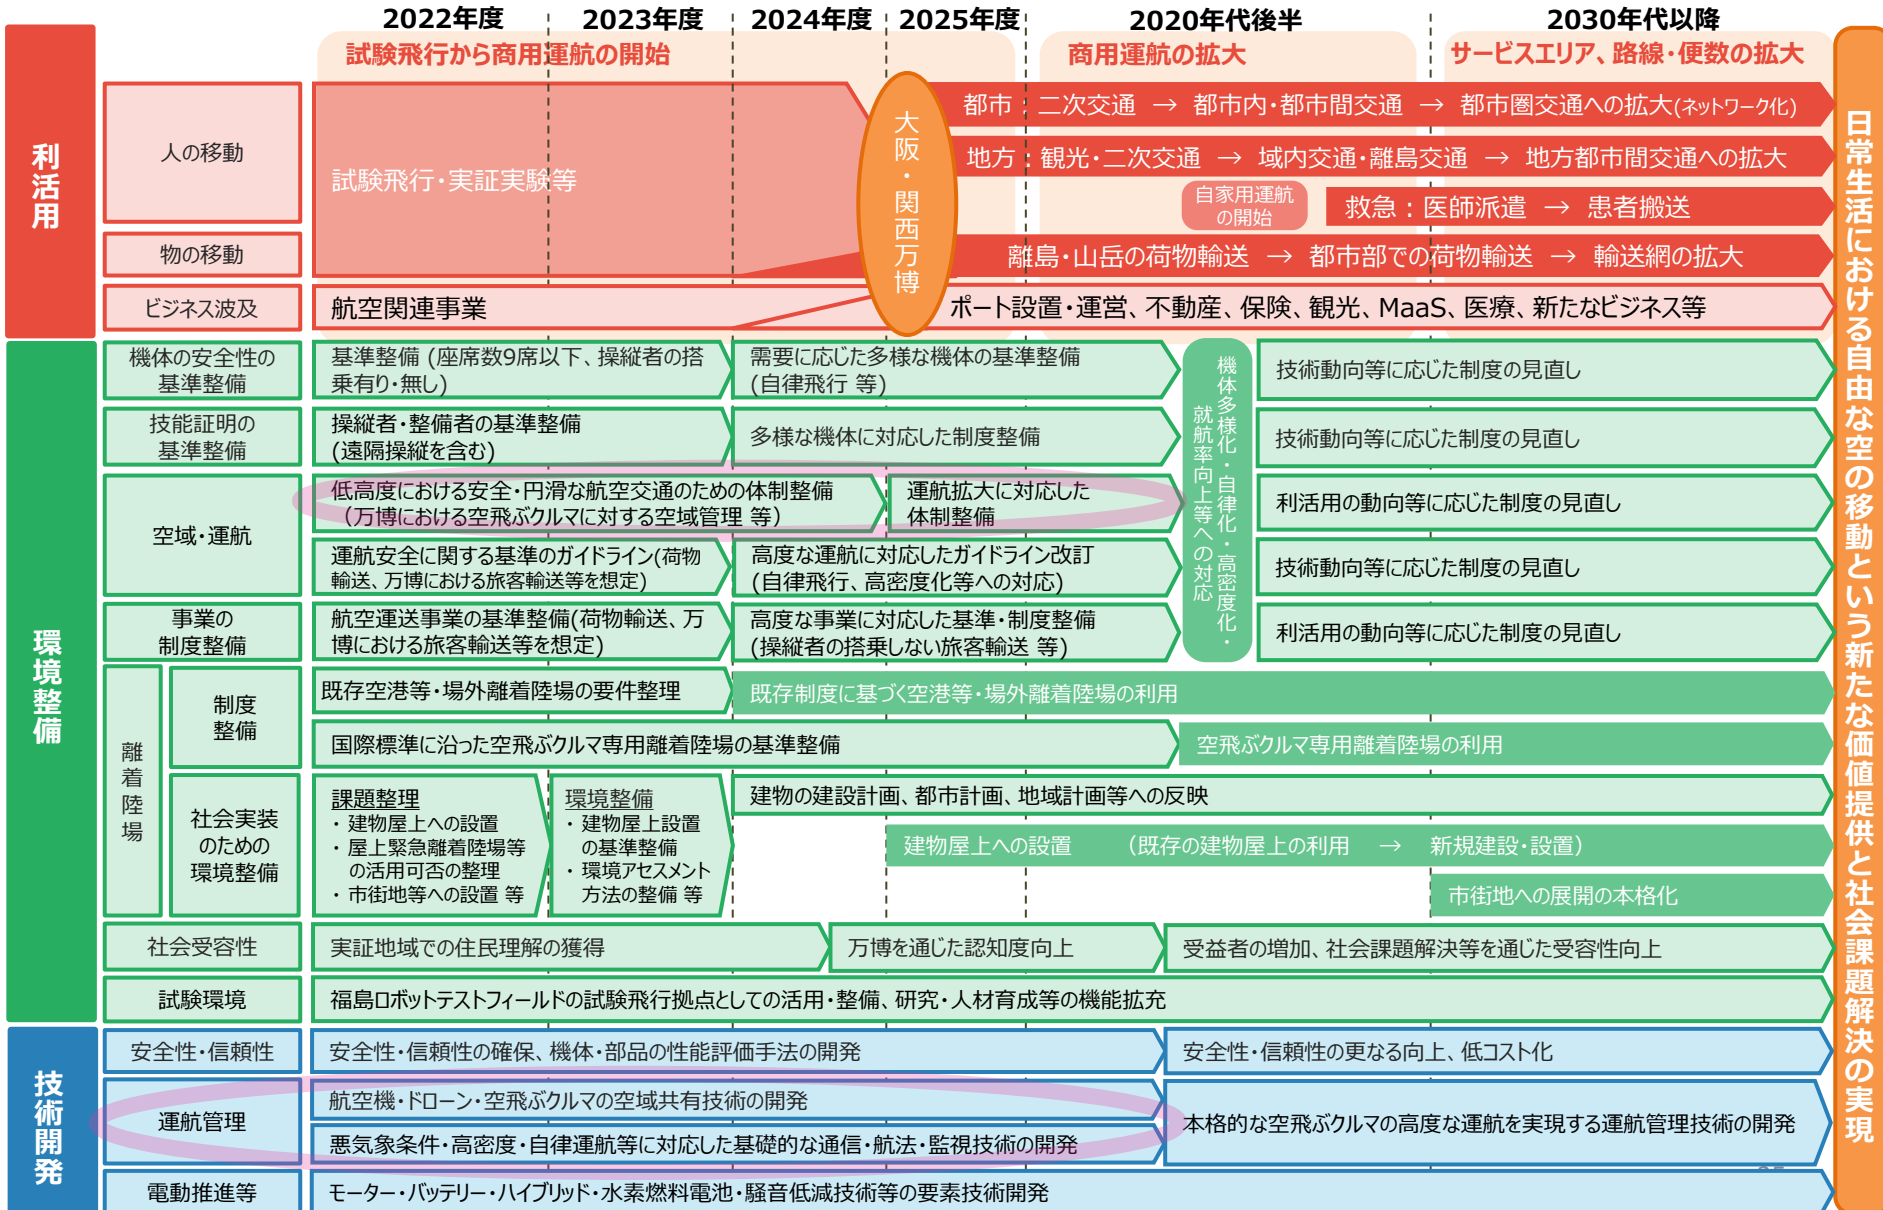 2022年度
2023年度
2024年度
2025年度
2020年代後半
2030年代以降
試験飛行から商用運航の開始
商用運航の拡大
サービスエリア、路線・便数の拡大
利活用
人の移動
試験飛行・実証実験等
大阪・関西万博
都市：二次交通 → 都市内・都市間交通 → 都市圏交通への拡大(ネットワーク化)
地方：観光・二次交通 → 域内交通・離島交通 → 地方都市間交通への拡大
自家用運航
の開始
救急：医師派遣 → 患者搬送
物の移動
離島・山岳の荷物輸送 → 都市部での荷物輸送 → 輸送網の拡大
ビジネス波及
航空関連事業
ポート設置・運営、不動産、保険、観光、MaaS、医療、新たなビジネス等
環境整備
機体の安全性の
基準整備
基準整備 (座席数9席以下、操縦者の搭
乗有り・無し)
需要に応じた多様な機体の基準整備
(自律飛行 等)
機体多様化・自律化・高密度化・
就航率向上等への対応
技術動向等に応じた制度の見直し
技能証明の
基準整備
操縦者・整備者の基準整備
(遠隔操縦を含む)
多様な機体に対応した制度整備
技術動向等に応じた制度の見直し
空域・運航
低高度における安全・円滑な航空交通のための体制整備
（万博における空飛ぶクルマに対する空域管理 等）
運航拡大に対応した
体制整備
利活用の動向等に応じた制度の見直し
運航安全に関する基準のガイドライン(荷物
輸送、万博における旅客輸送等を想定)
高度な運航に対応したガイドライン改訂
(自律飛行、高密度化等への対応)
技術動向等に応じた制度の見直し
事業の
制度整備
航空運送事業の基準整備(荷物輸送、万
博における旅客輸送等を想定)
高度な事業に対応した基準・制度整備
(操縦者の搭乗しない旅客輸送 等)
利活用の動向等に応じた制度の見直し
離着陸場
制度
整備
既存空港等・場外離着陸場の要件整理
既存制度に基づく空港等・場外離着陸場の利用
国際標準に沿った空飛ぶクルマ専用離着陸場の基準整備
空飛ぶクルマ専用離着陸場の利用
社会実装
のための
環境整備
課題整理
・ 建物屋上への設置
・ 屋上緊急離着陸場等
の活用可否の整理
・ 市街地等への設置 等
環境整備
・ 建物屋上設置
の基準整備
・ 環境アセスメント
方法の整備 等
建物の建設計画、都市計画、地域計画等への反映
建物屋上への設置 （既存の建物屋上の利用 → 新規建設・設置）
市街地への展開の本格化
社会受容性
実証地域での住民理解の獲得
万博を通じた認知度向上
受益者の増加、社会課題解決等を通じた受容性向上
試験環境
福島ロボットテストフィールドの試験飛行拠点としての活用・整備、研究・人材育成等の機能拡充
技術開発
安全性・信頼性
安全性・信頼性の確保、機体・部品の性能評価手法の開発
安全性・信頼性の更なる向上、低コスト化
運航管理
航空機・ドローン・空飛ぶクルマの空域共有技術の開発
悪気象条件・高密度・自律運航等に対応した基礎的な通信・航法・監視技術の開発
本格的な空飛ぶクルマの高度な運航を実現する運航管理技術の開発
電動推進等
モーター・バッテリー・ハイブリッド・水素燃料電池・騒音低減技術等の要素技術開発
日常生活における自由な空の移動という新たな価値提供と社会課題解決の実現